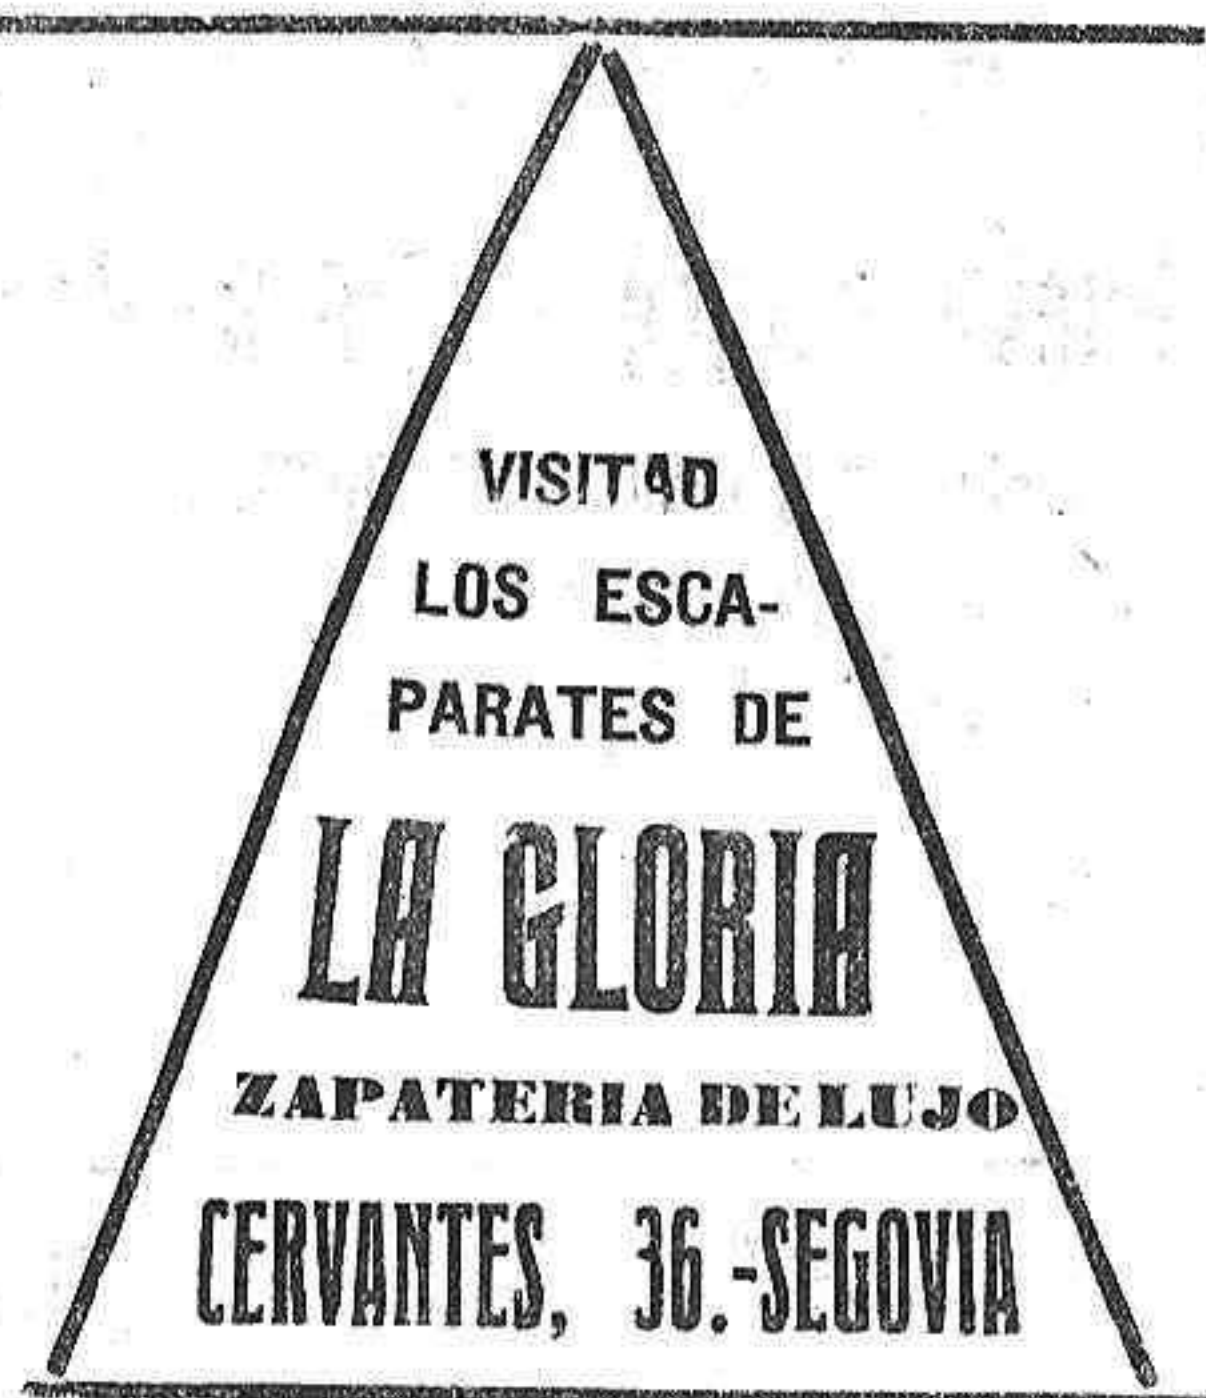 VISITAD
LOS ESCA-
PARATES DE
LA GLORIA
ZAPATERIA DE LUJO
CERVANTES, 36.-SEGOVIA